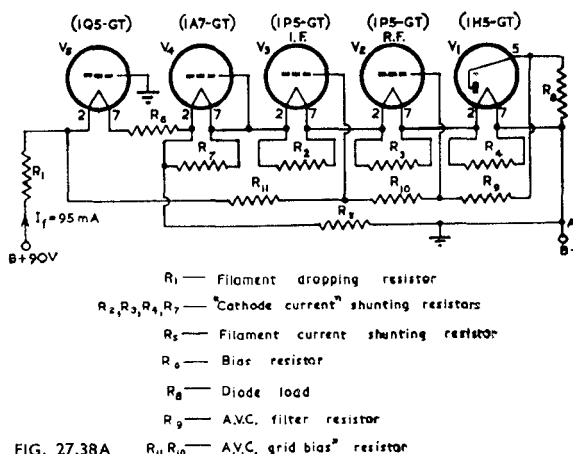 (1Q5-GT) (1A7-GT) (1P5-GT) (1P5-GT) (1H5-GT)
I.F. R.F.
V₅ V₄ V₃ V₂ V₁
5
2 7 2 7 2 7 2 7 2 7
R₆ R₈
R₇ R₂ R₃ R₄
R₁ R₁₁ R₁₀ R₉
I_f = 95 mA R₅ A
B+90V B-
R₁ — Filament dropping resistor
R₂, R₃, R₄, R₇ — "Cathode current" shunting resistors
R₅ — Filament current shunting resistor
R₆ — Bias resistor
R₈ — Diode load
R₉ — A.V.C. filter resistor
FIG. 27.38A R₁₁ R₁₀ — A.V.C. grid bias" resistor